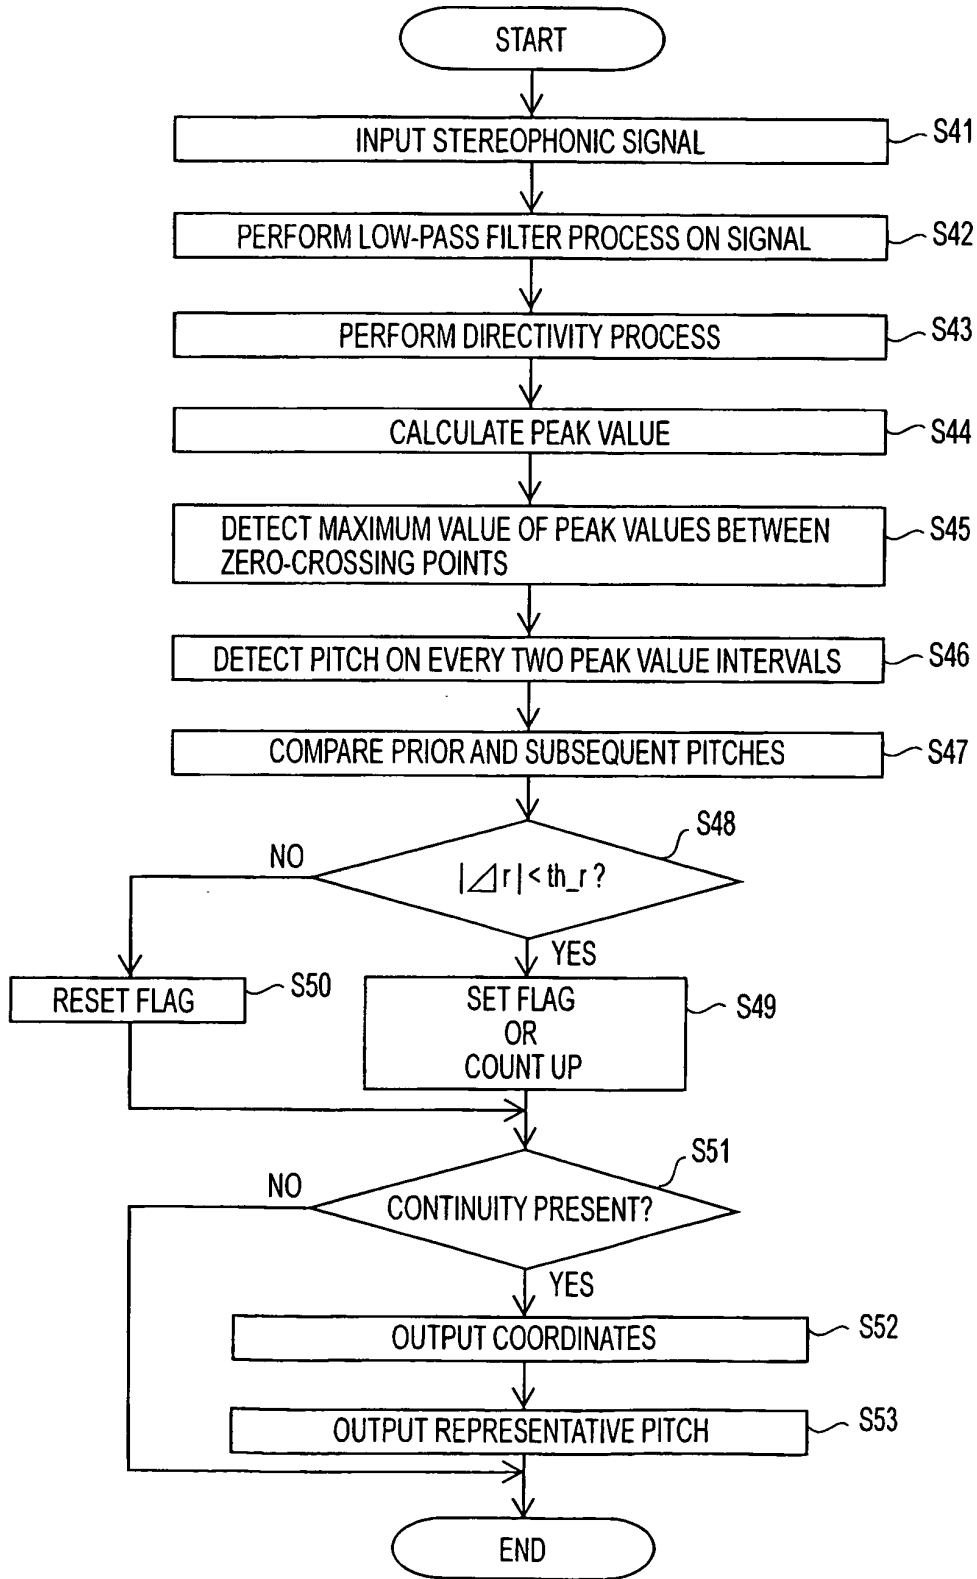 START
INPUT STEREOPHONIC SIGNAL
S41
PERFORM LOW-PASS FILTER PROCESS ON SIGNAL
S42
PERFORM DIRECTIVITY PROCESS
S43
CALCULATE PEAK VALUE
S44
DETECT MAXIMUM VALUE OF PEAK VALUES BETWEEN
ZERO-CROSSING POINTS
S45
DETECT PITCH ON EVERY TWO PEAK VALUE INTERVALS
S46
COMPARE PRIOR AND SUBSEQUENT PITCHES
S47
S48
NO
|⊿r| < th_r ?
YES
RESET FLAG
S50
SET FLAG
OR
COUNT UP
S49
S51
NO
CONTINUITY PRESENT?
YES
OUTPUT COORDINATES
S52
OUTPUT REPRESENTATIVE PITCH
S53
END